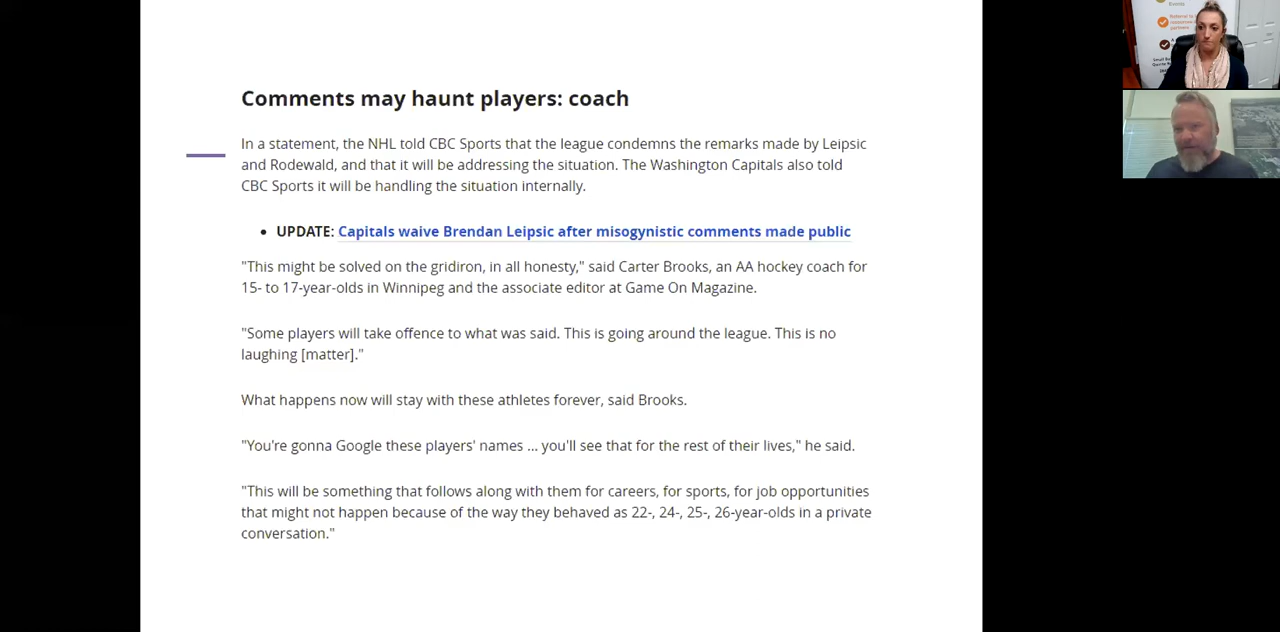 Comments may haunt players: coach
In a statement, the NHL told CBC Sports that the league condemns the remarks made by Leipsic
and Rodewald, and that it will be addressing the situation. The Washington Capitals also told
CBC Sports it will be handling the situation internally.
• UPDATE: Capitals waive Brendan Leipsic after misogynistic comments made public
"This might be solved on the gridiron, in all honesty," said Carter Brooks, an AA hockey coach for
15- to 17-year-olds in Winnipeg and the associate editor at Game On Magazine.
"Some players will take offence to what was said. This is going around the league. This is no
laughing [matter]."
What happens now will stay with these athletes forever, said Brooks.
"You're gonna Google these players' names ... you'll see that for the rest of their lives," he said.
"This will be something that follows along with them for careers, for sports, for job opportunities
that might not happen because of the way they behaved as 22-, 24-, 25-, 26-year-olds in a private
conversation."
Events